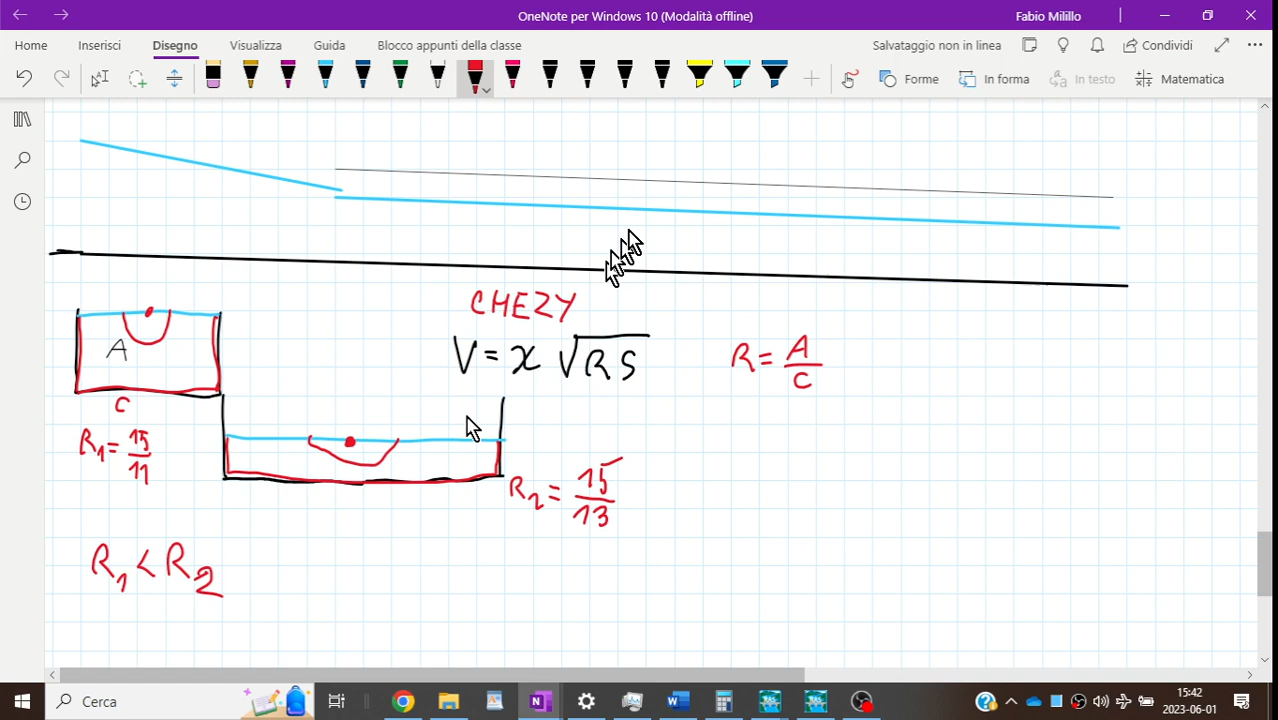 OneNote per Windows 10 (Modalità offline)
Fabio Milillo
Home Inserisci Disegno Visualizza Guida Blocco appunti della classe
Salvataggio non in linea Condividi
Forme In forma In testo Matematica
CHEZY
V = χ √RS
R = A/C
A
C
R1 = 15/11
R2 = 15/13
R1 < R2
Cerca
15:42
2023-06-01